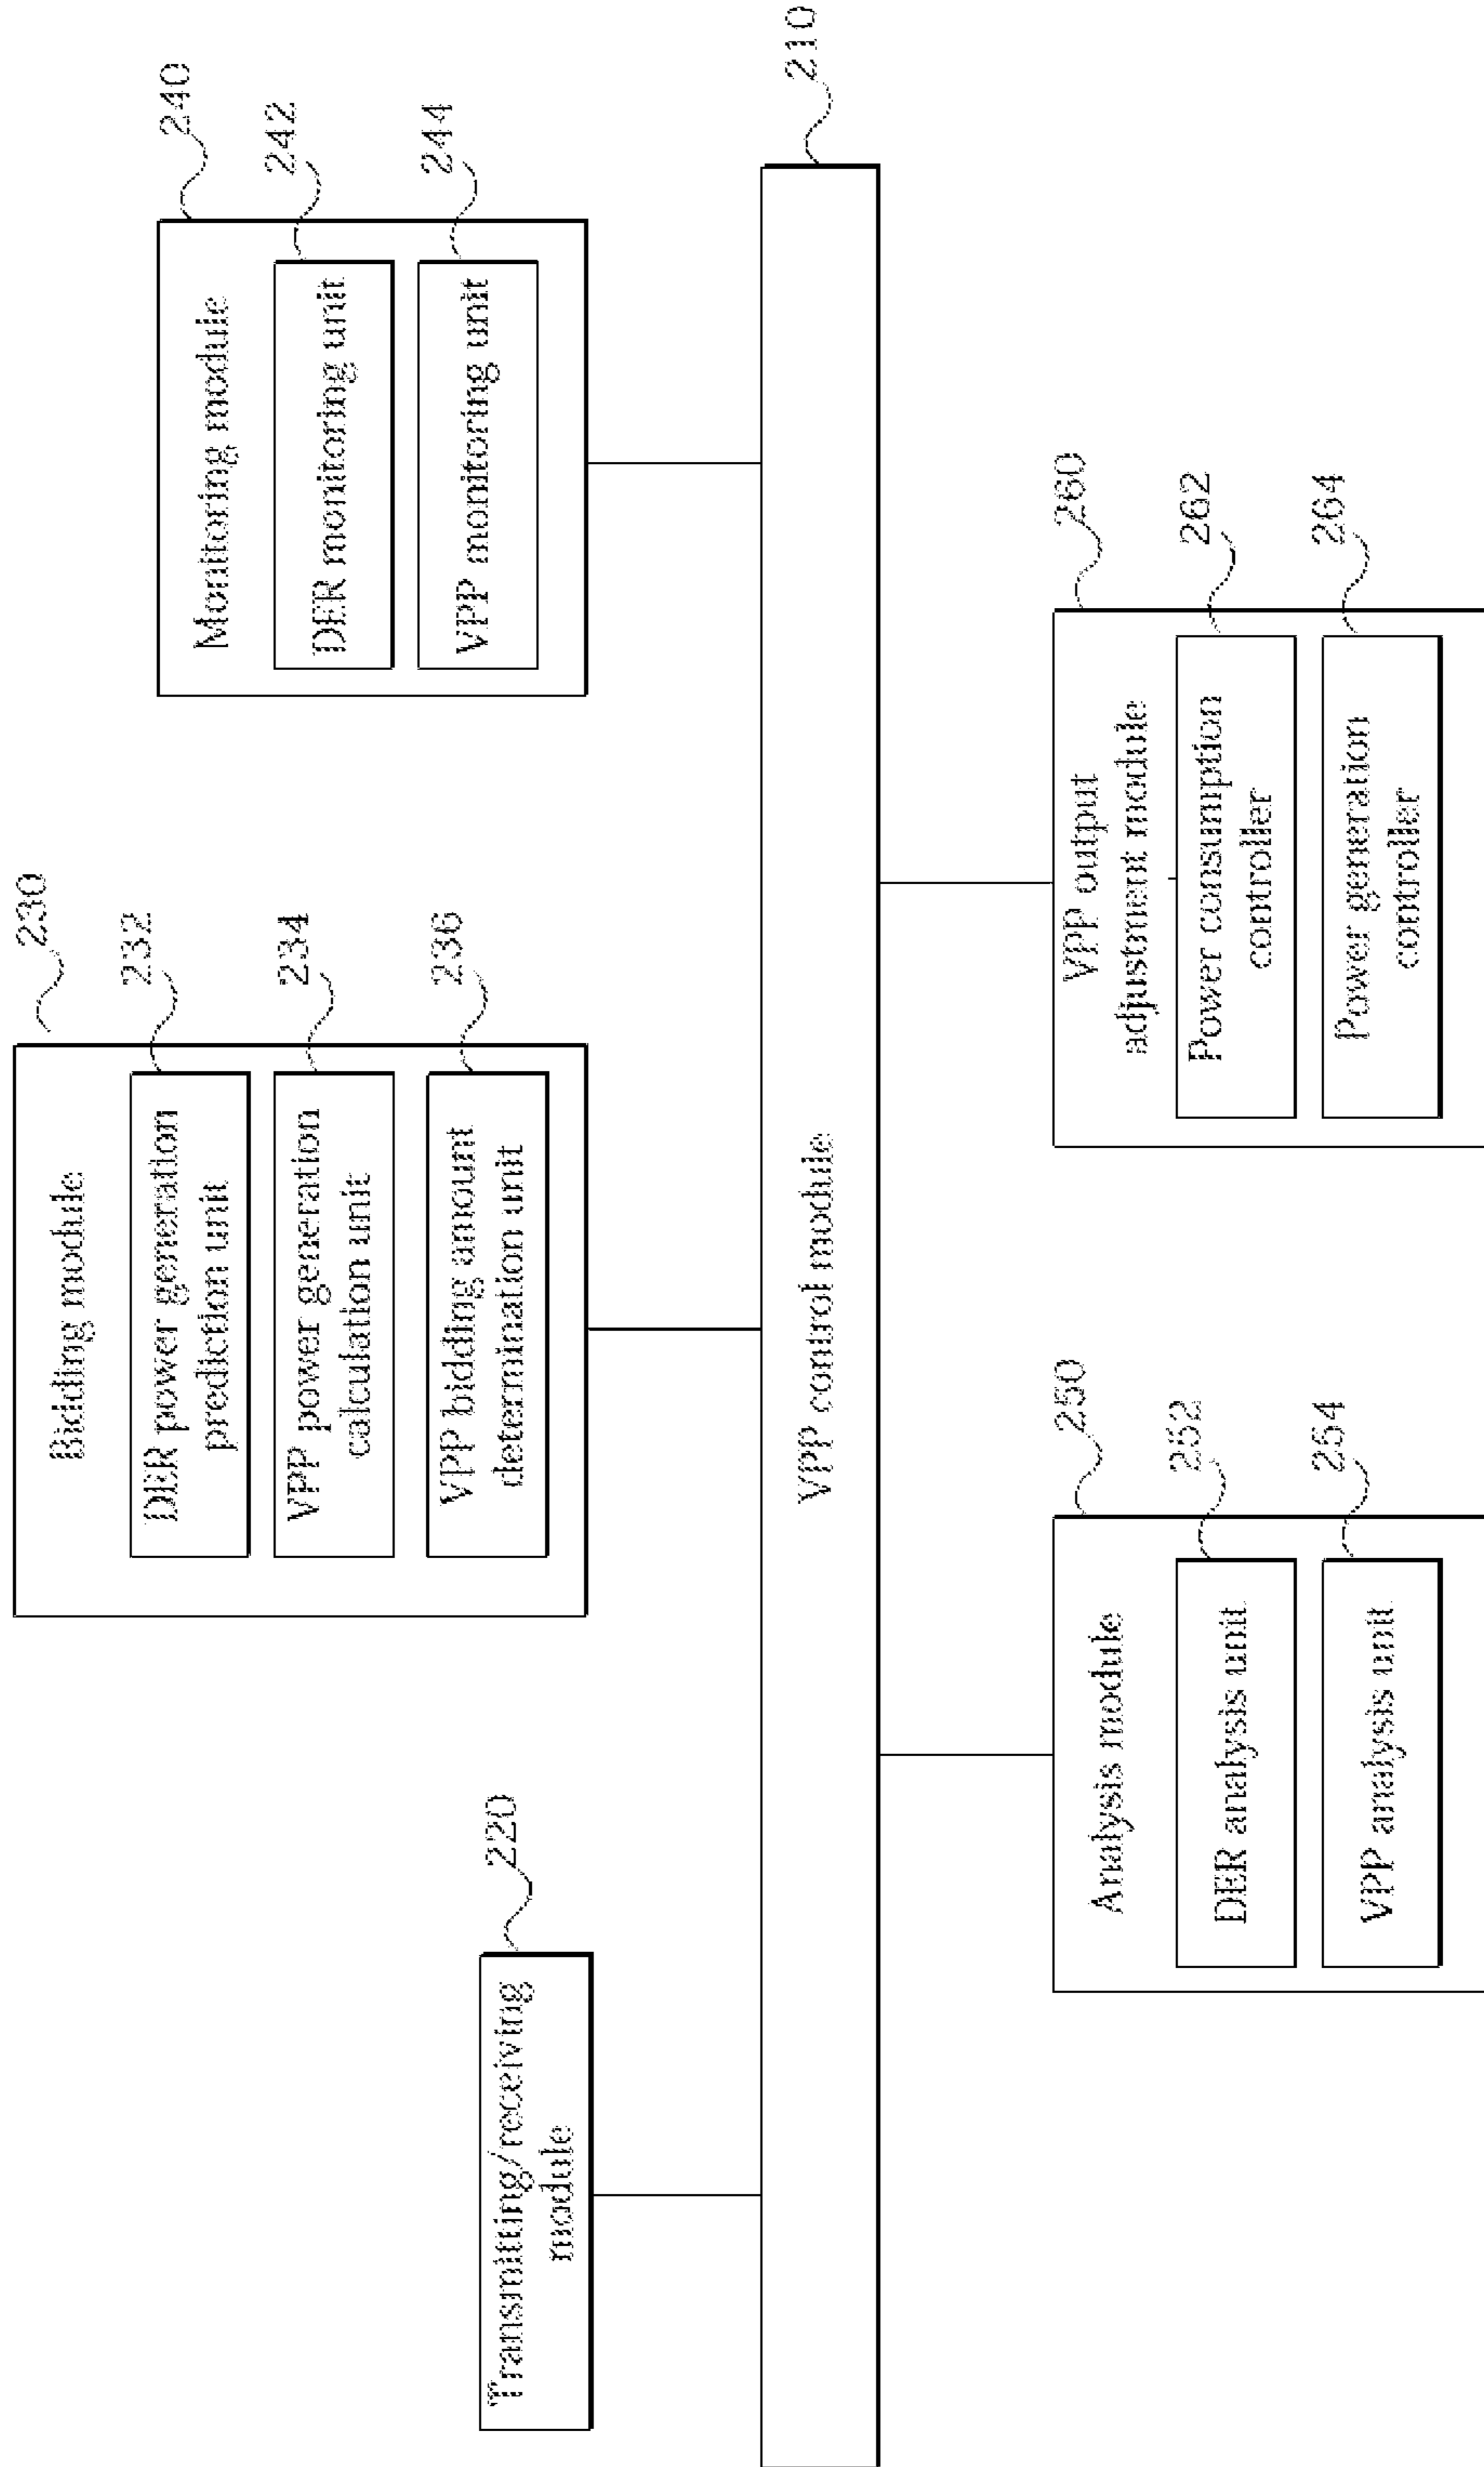 220
Transmitting/receiving
module
230
Bidding module
232
DER power generation
prediction unit
234
VPP power generation
calculation unit
236
VPP bidding amount
determination unit
240
Monitoring module
242
DER monitoring unit
244
VPP monitoring unit
210
VPP control module
250
Analysis module
252
DER analysis unit
254
VPP analysis unit
260
VPP output
adjustment module
262
Power consumption
controller
264
Power generation
controller